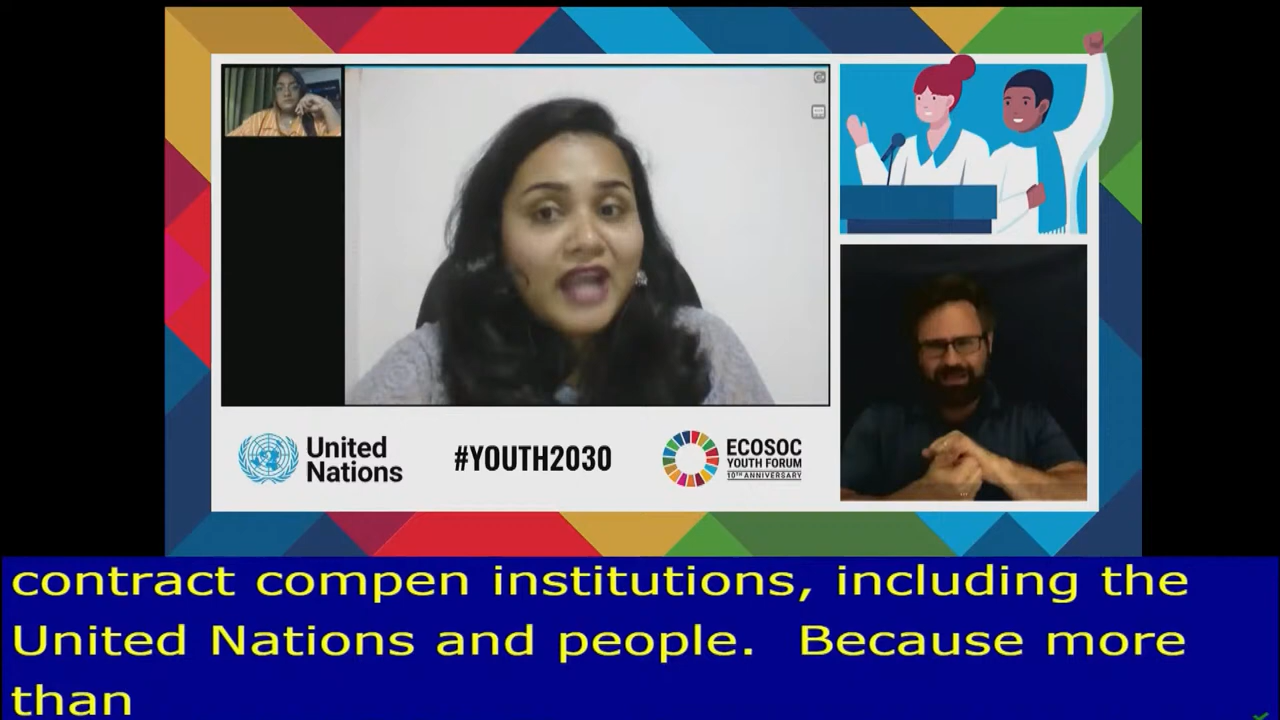 United
Nations
#YOUTH2030
ECOSOC
YOUTH FORUM
10TH ANNIVERSARY
contract compen institutions, including the
United Nations and people.  Because more
than